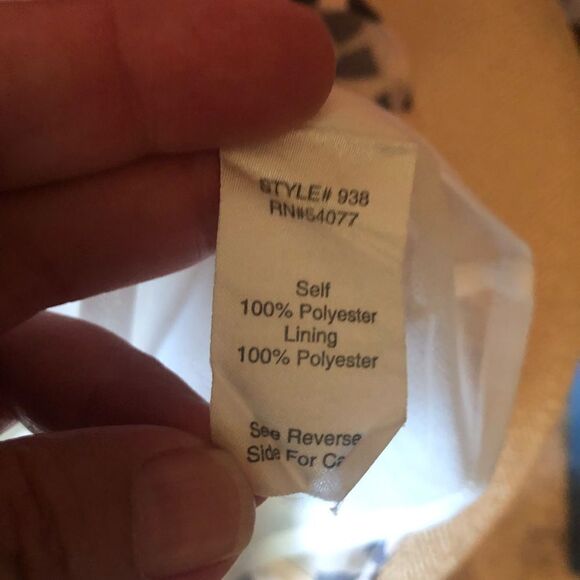 STYLE# 938
RN#54077
Self
100% Polyester
Lining
100% Polyester
See Reverse
Side For Ca